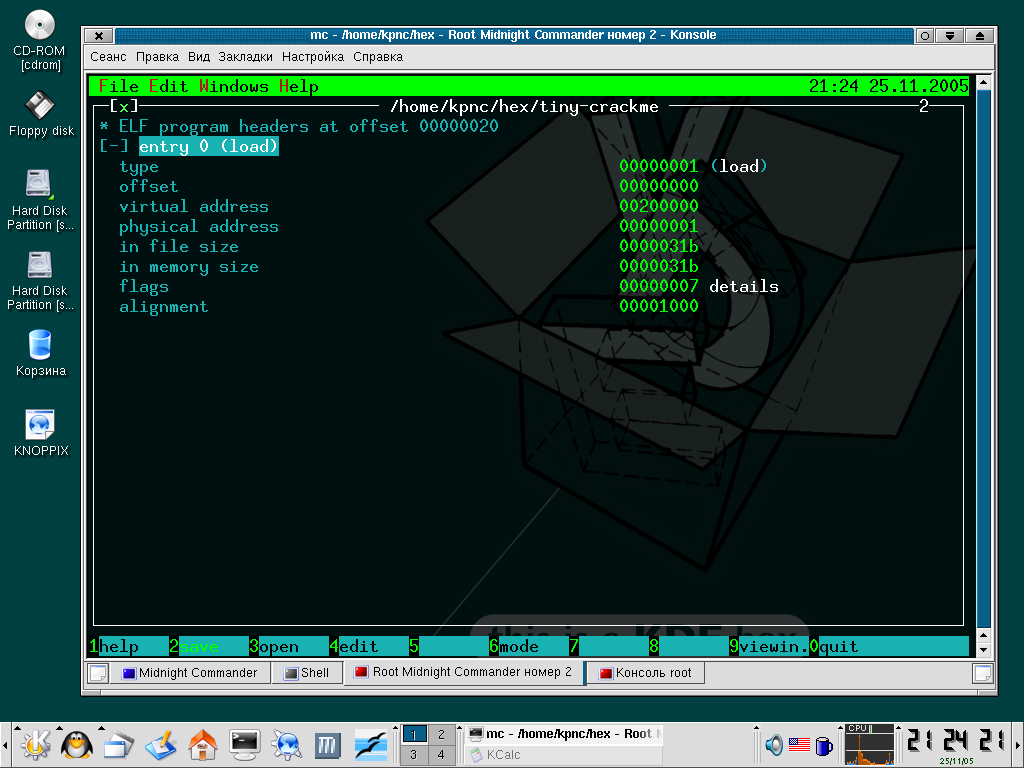 mc - /home/kpnc/hex - Root Midnight Commander номер 2 - Konsole
Сеанс Правка Вид Закладки Настройка Справка
File Edit Windows Help 21:24 25.11.2005
[x] /home/kpnc/hex/tiny-crackme 2
* ELF program headers at offset 00000020
[-] entry 0 (load)
type 00000001 (load)
offset 00000000
virtual address 00200000
physical address 00000001
in file size 0000031b
in memory size 0000031b
flags 00000007 details
alignment 00001000
this is a KDE box
1help 2save 3open 4edit 5 6mode 7 8 9viewin.0quit
Midnight Commander Shell Root Midnight Commander номер 2 Консоль root
CD-ROM
[cdrom]
Floppy disk
Hard Disk
Partition [s...
Hard Disk
Partition [s...
Корзина
KNOPPIX
1 2
3 4
mc - /home/kpnc/hex - Root M
KCalc
CPU
21 24 21
25/11/05